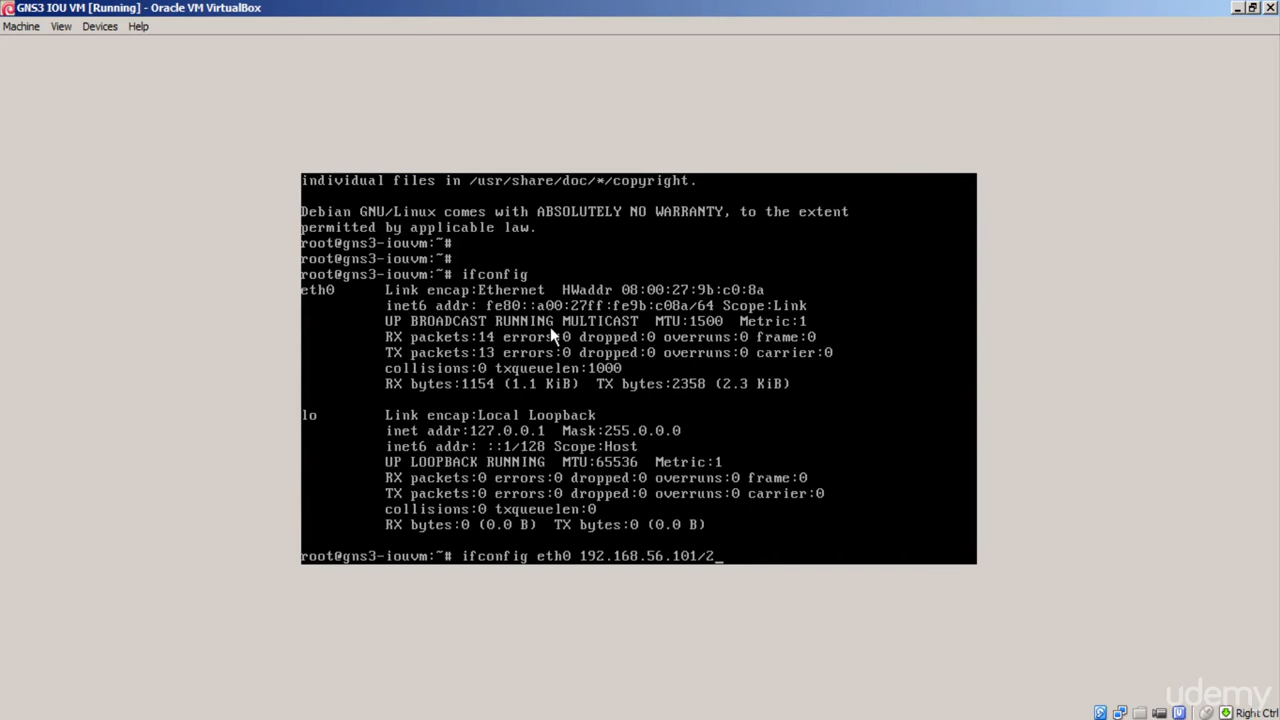 GNS3 IOU VM [Running] - Oracle VM VirtualBox
Machine View Devices Help
individual files in /usr/share/doc/*/copyright.
Debian GNU/Linux comes with ABSOLUTELY NO WARRANTY, to the extent
permitted by applicable law.
root@gns3-iouvm:~#
root@gns3-iouvm:~#
root@gns3-iouvm:~# ifconfig
eth0 Link encap:Ethernet HWaddr 08:00:27:9b:c0:8a
inet6 addr: fe80::a00:27ff:fe9b:c08a/64 Scope:Link
UP BROADCAST RUNNING MULTICAST MTU:1500 Metric:1
RX packets:14 errors:0 dropped:0 overruns:0 frame:0
TX packets:13 errors:0 dropped:0 overruns:0 carrier:0
collisions:0 txqueuelen:1000
RX bytes:1154 (1.1 KiB) TX bytes:2358 (2.3 KiB)
lo Link encap:Local Loopback
inet addr:127.0.0.1 Mask:255.0.0.0
inet6 addr: ::1/128 Scope:Host
UP LOOPBACK RUNNING MTU:65536 Metric:1
RX packets:0 errors:0 dropped:0 overruns:0 frame:0
TX packets:0 errors:0 dropped:0 overruns:0 carrier:0
collisions:0 txqueuelen:0
RX bytes:0 (0.0 B) TX bytes:0 (0.0 B)
root@gns3-iouvm:~# ifconfig eth0 192.168.56.101/2_
udemy
Right Ctrl